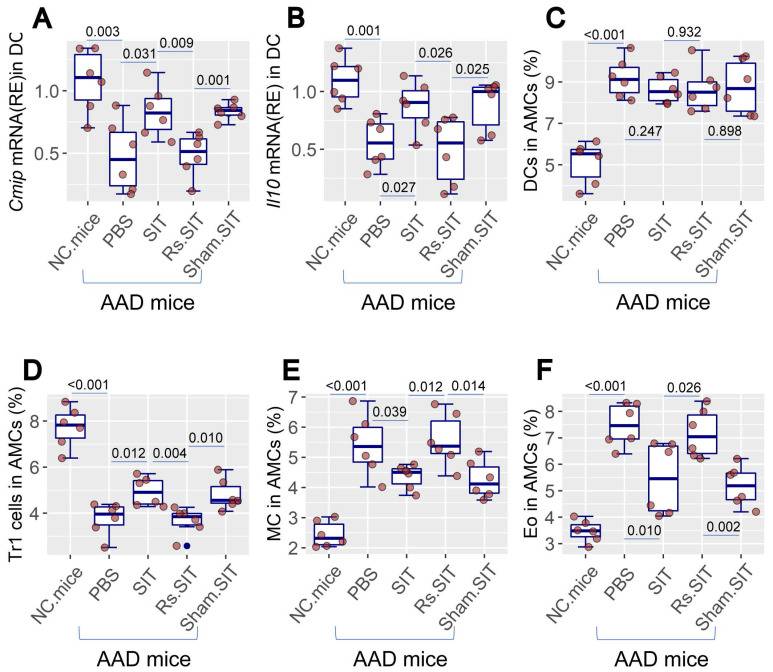 A
Cmip mRNA(RE)in DC
0.003
0.009
0.031
0.001
1.0
0.5
NC.mice
PBS
SIT
Rs.SIT
Sham.SIT
AAD mice
B
Il10 mRNA(RE) in DC
0.001
0.026
0.025
0.027
1.0
0.5
NC.mice
PBS
SIT
Rs.SIT
Sham.SIT
AAD mice
C
DCs in AMCs (%)
<0.001
0.932
0.247
0.898
9
7
5
NC.mice
PBS
SIT
Rs.SIT
Sham.SIT
AAD mice
D
Tr1 cells in AMCs (%)
<0.001
0.012
0.004
0.010
8
6
4
NC.mice
PBS
SIT
Rs.SIT
Sham.SIT
AAD mice
E
MC in AMCs (%)
<0.001
0.012
0.014
0.039
7
6
5
4
3
2
NC.mice
PBS
SIT
Rs.SIT
Sham.SIT
AAD mice
F
Eo in AMCs (%)
<0.001
0.026
0.010
0.002
8
7
6
5
4
3
NC.mice
PBS
SIT
Rs.SIT
Sham.SIT
AAD mice